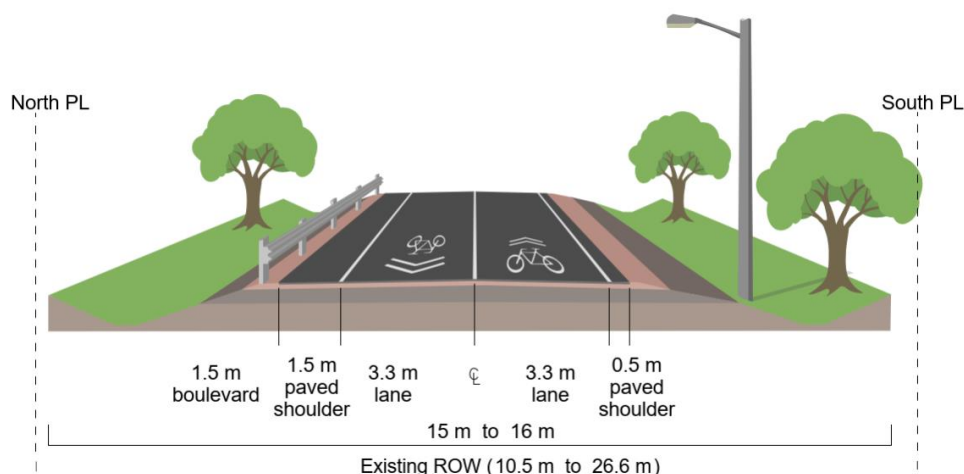 North PL
South PL
1.5 m
boulevard
1.5 m
paved
shoulder
3.3 m
lane
℄
3.3 m
lane
0.5 m
paved
shoulder
15 m to 16 m
Existing ROW (10.5 m to 26.6 m)